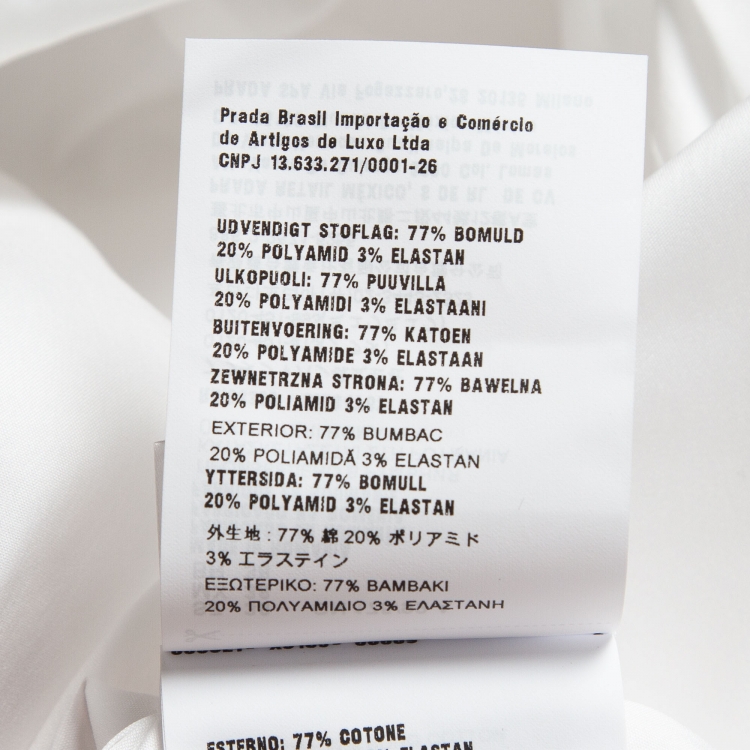 Prada Brasil Importação e Comércio
de Artigos de Luxo Ltda
CNPJ 13.633.271/0001-26
UDVENDIGT STOFLAG: 77% BOMULD
20% POLYAMID 3% ELASTAN
ULKOPUOLI: 77% PUUVILLA
20% POLYAMIDI 3% ELASTAANI
BUITENVOERING: 77% KATOEN
20% POLYAMIDE 3% ELASTAAN
ZEWNETRZNA STRONA: 77% BAWELNA
20% POLIAMID 3% ELASTAN
EXTERIOR: 77% BUMBAC
20% POLIAMIDĂ 3% ELASTAN
YTTERSIDA: 77% BOMULL
20% POLYAMID 3% ELASTAN
外生地 : 77% 綿 20% ポリアミド
3% エラステイン
ΕΞΩΤΕΡΙΚΟ: 77% ΒΑΜΒΑΚΙ
20% ΠΟΛΥΑΜΙΔΙΟ 3% ΕΛΑΣΤΑΝΗ
ESTERNO: 77% COTONE
ELASTAN